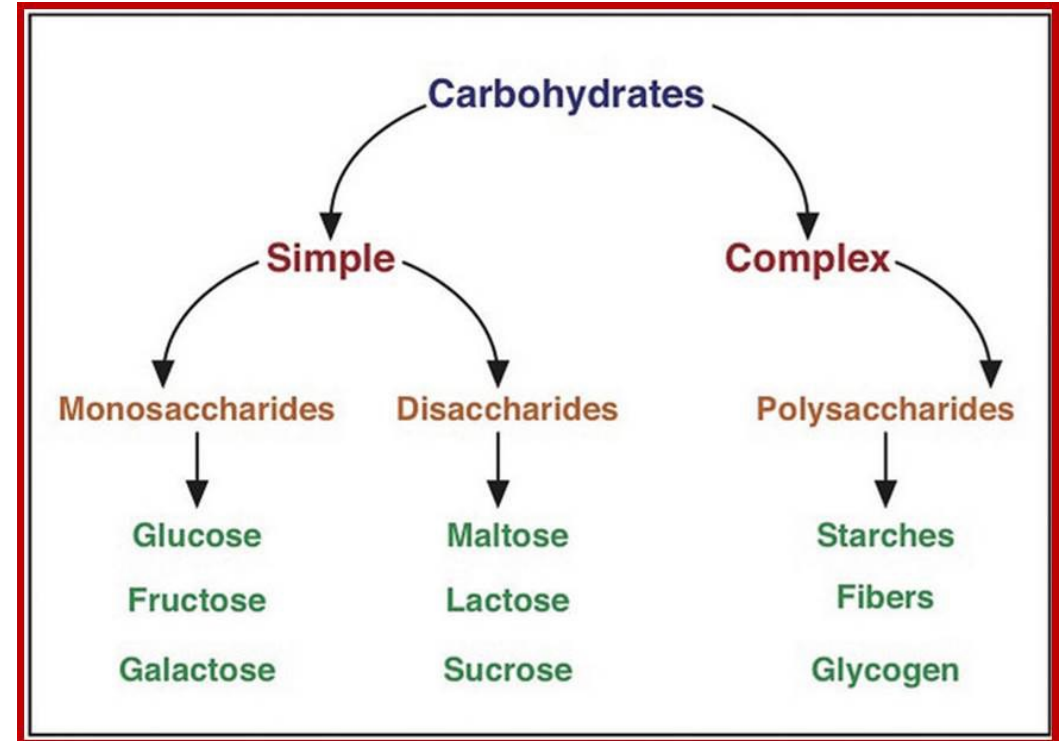 Carbohydrates
Simple
Complex
Monosaccharides
Disaccharides
Polysaccharides
Glucose
Maltose
Starches
Fructose
Lactose
Fibers
Galactose
Sucrose
Glycogen